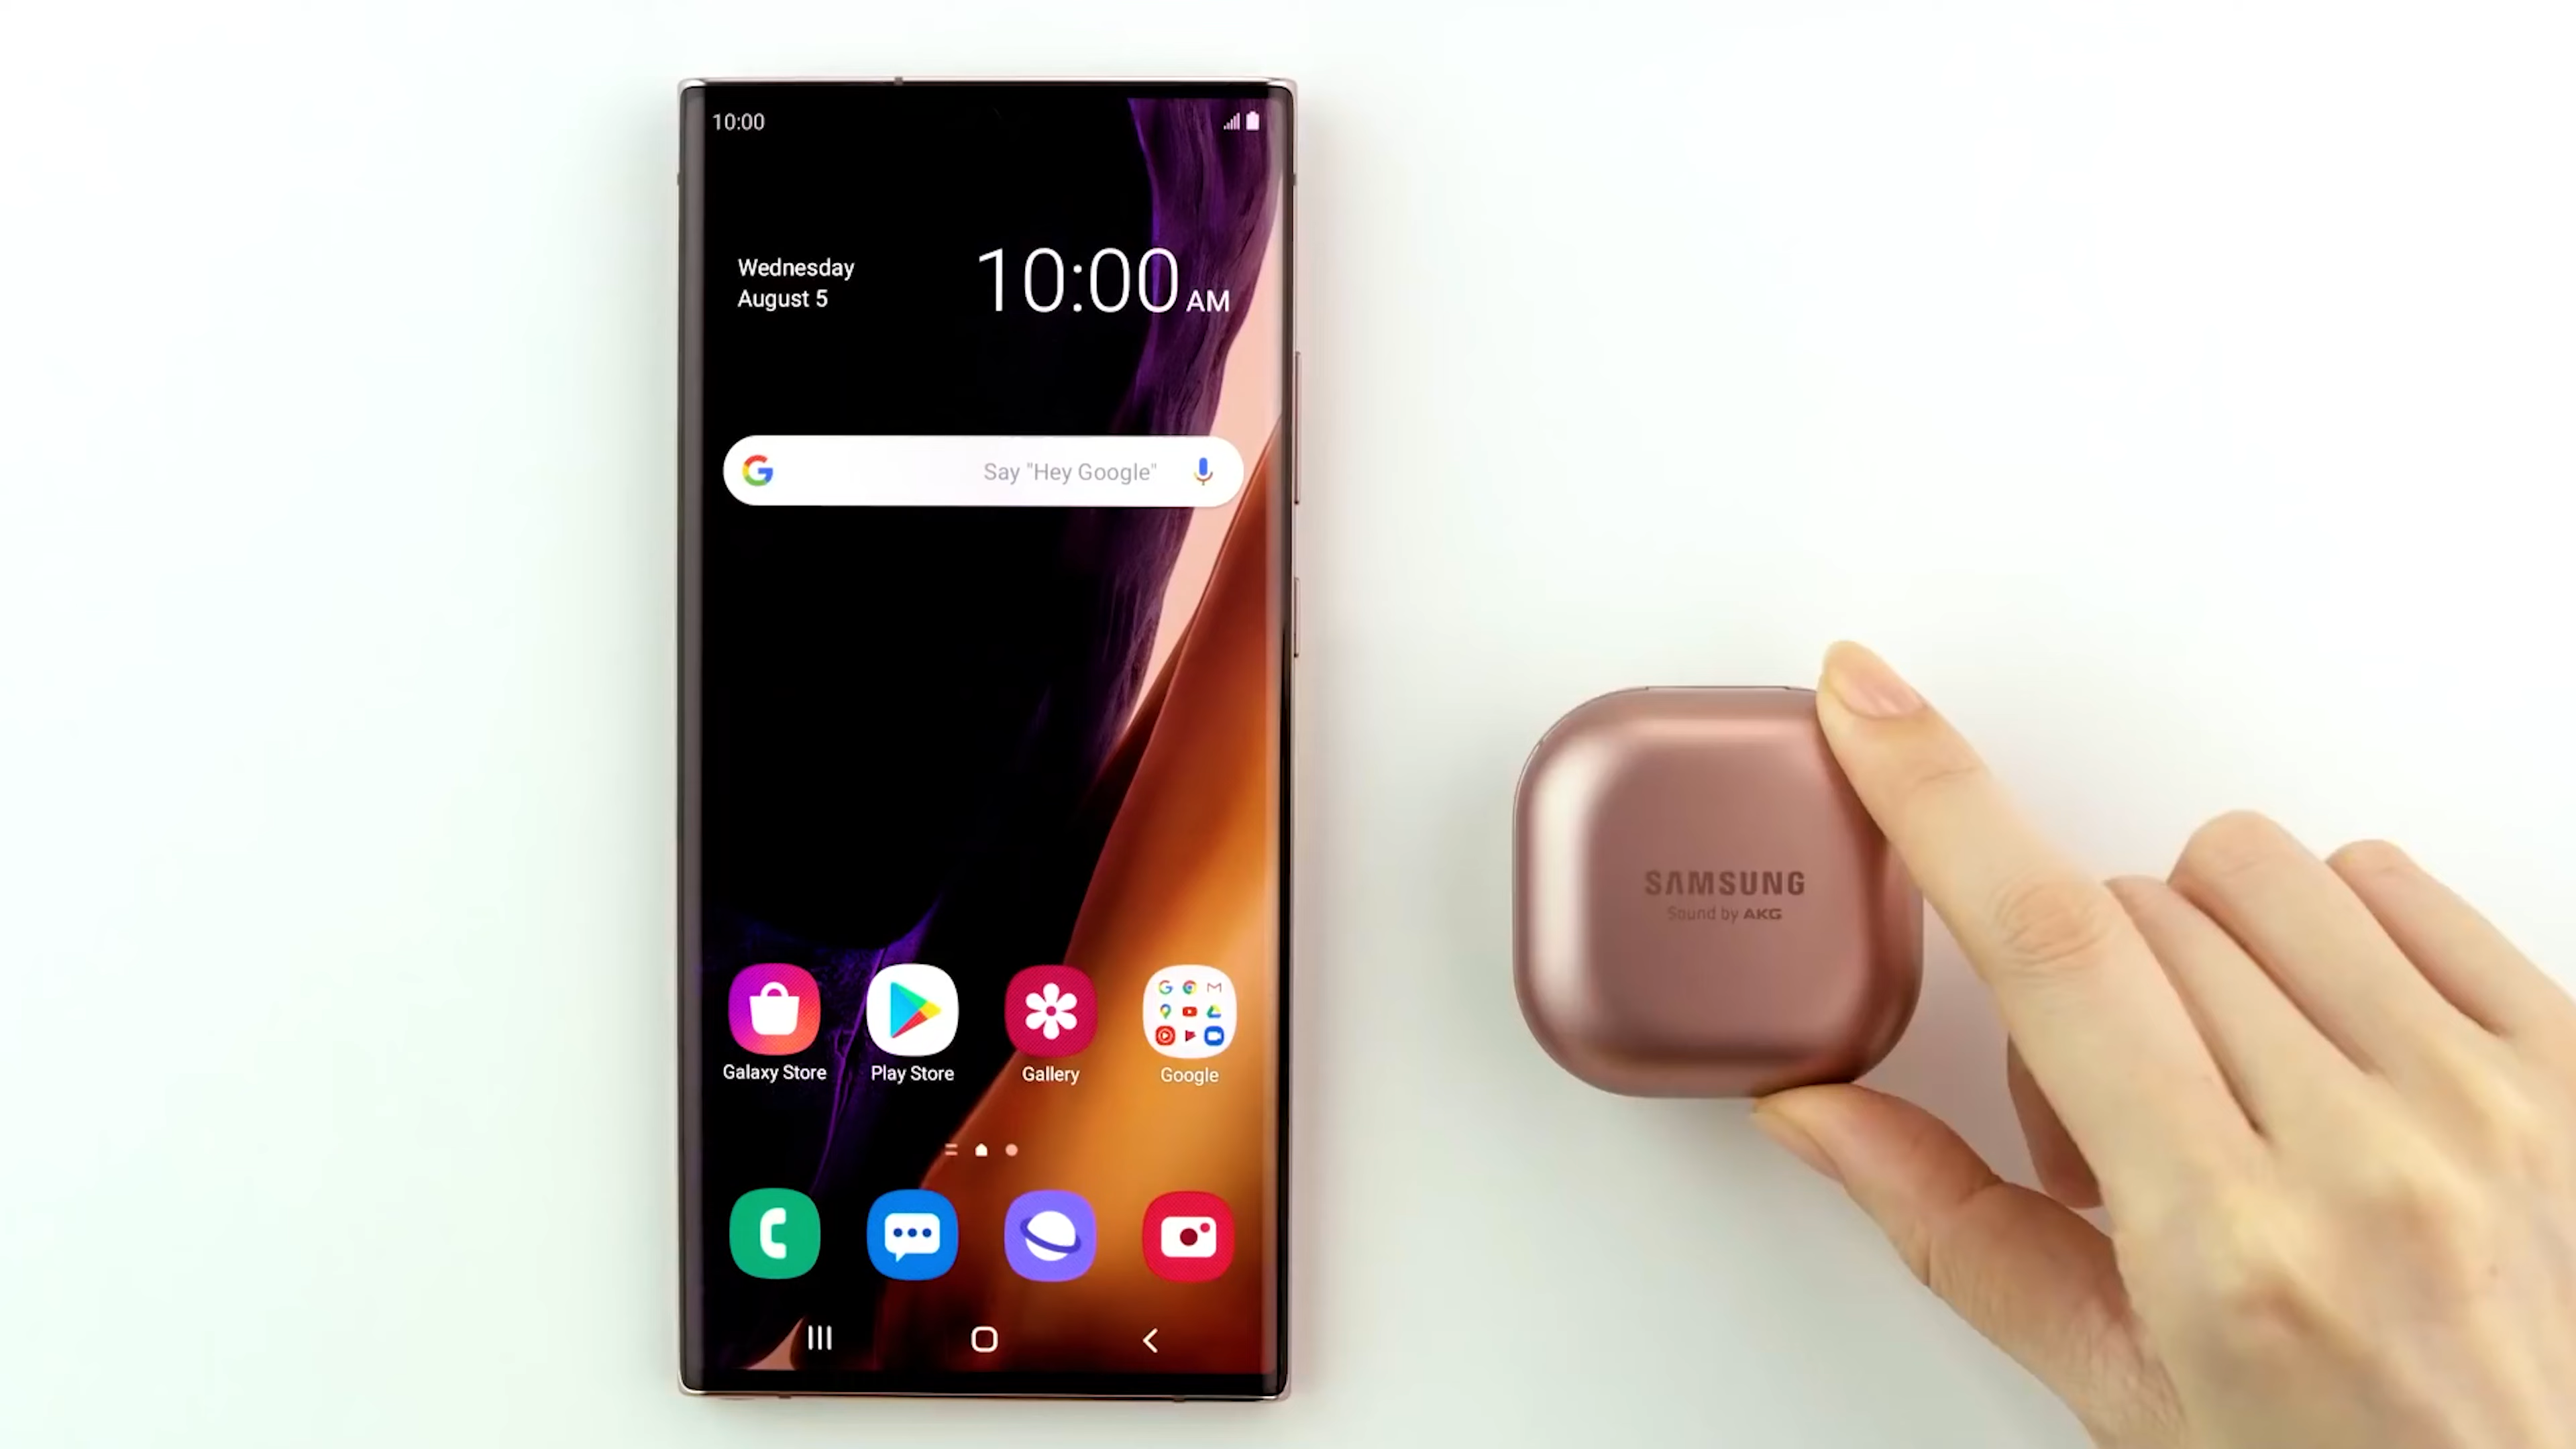 10:00
Wednesday
August 5
10:00 AM
Say "Hey Google"
SAMSUNG
Sound by AKG
Galaxy Store
Play Store
Gallery
Google